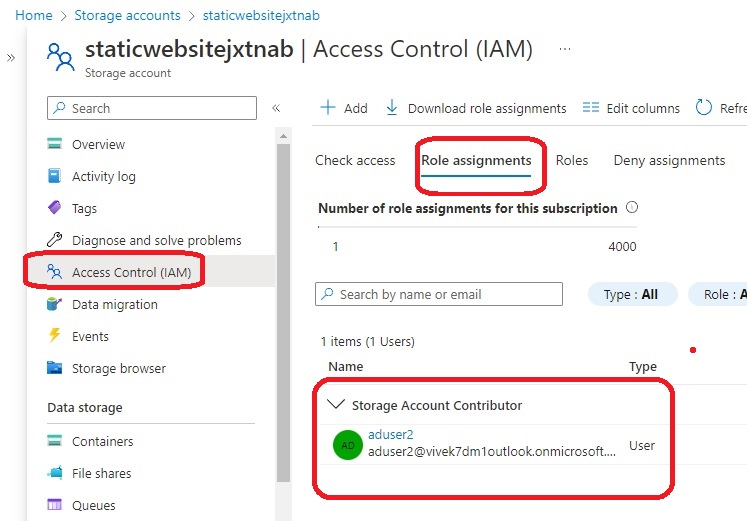 Home > Storage accounts > staticwebsitejxtnab
»
staticwebsitejxtnab | Access Control (IAM) ...
Storage account
Search
«
Overview
Activity log
Tags
Diagnose and solve problems
Access Control (IAM)
Data migration
Events
Storage browser
Data storage
Containers
File shares
Queues
+ Add
Download role assignments
Edit columns
Refre
Check access
Role assignments
Roles
Deny assignments
Number of role assignments for this subscription
1 4000
Search by name or email
Type : All
Role : A
1 items (1 Users)
Name Type
Storage Account Contributor
AD
aduser2
aduser2@vivek7dm1outlook.onmicrosoft....
User